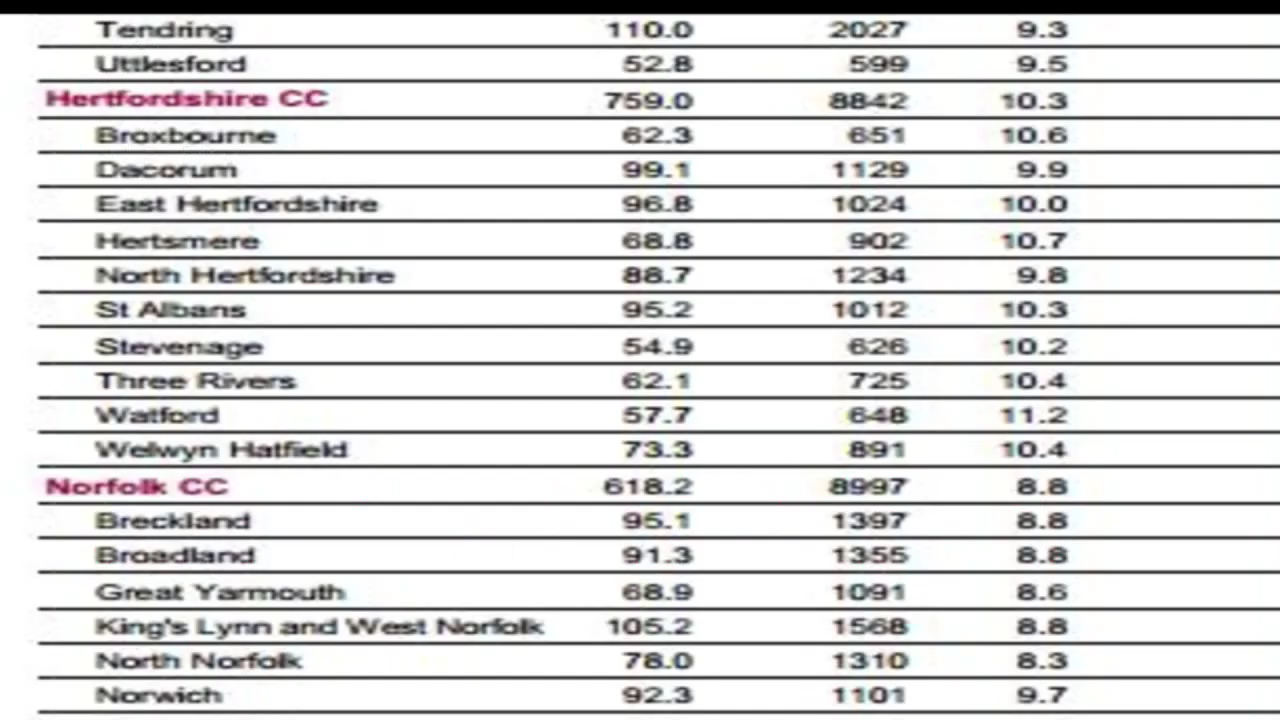 Tendring 110.0 2027 9.3
Uttlesford 52.8 599 9.5
Hertfordshire CC 759.0 8842 10.3
Broxbourne 62.3 651 10.6
Dacorum 99.1 1129 9.9
East Hertfordshire 96.8 1024 10.0
Hertsmere 68.8 902 10.7
North Hertfordshire 88.7 1234 9.8
St Albans 95.2 1012 10.3
Stevenage 54.9 626 10.2
Three Rivers 62.1 725 10.4
Watford 57.7 648 11.2
Welwyn Hatfield 73.3 891 10.4
Norfolk CC 618.2 8997 8.8
Breckland 95.1 1397 8.8
Broadland 91.3 1355 8.8
Great Yarmouth 68.9 1091 8.6
King's Lynn and West Norfolk 105.2 1568 8.8
North Norfolk 78.0 1310 8.3
Norwich 92.3 1101 9.7